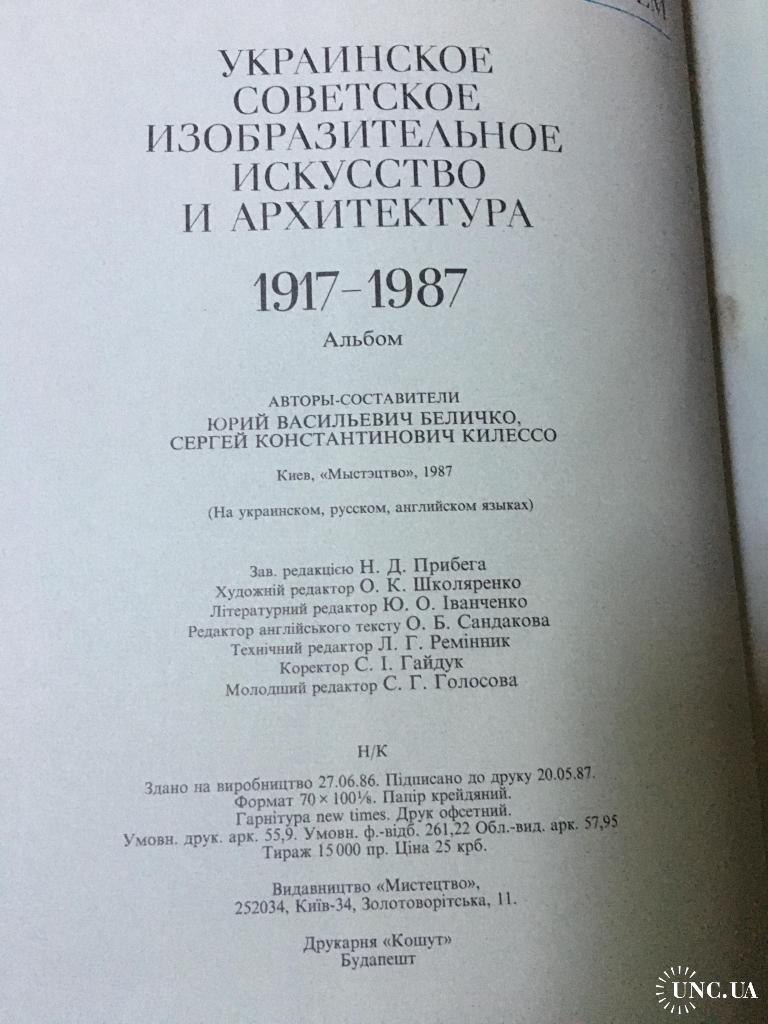 УКРАИНСКОЕ
СОВЕТСКОЕ
ИЗОБРАЗИТЕЛЬНОЕ
ИСКУССТВО
И АРХИТЕКТУРА
1917–1987
Альбом
АВТОРЫ-СОСТАВИТЕЛИ
ЮРИЙ ВАСИЛЬЕВИЧ БЕЛИЧКО,
СЕРГЕЙ КОНСТАНТИНОВИЧ КИЛЕССО
Киев, «Мыстэцтво», 1987
(На украинском, русском, английском языках)
Зав. редакцією Н. Д. Прибега
Художній редактор О. К. Школяренко
Літературний редактор Ю. О. Іванченко
Редактор англійського тексту О. Б. Сандакова
Технічний редактор Л. Г. Ремінник
Коректор С. І. Гайдук
Молодший редактор С. Г. Голосова
Н/К
Здано на виробництво 27.06.86. Підписано до друку 20.05.87.
Формат 70 × 100⅛. Папір крейдяний.
Гарнітура new times. Друк офсетний.
Умовн. друк. арк. 55,9. Умовн. ф.-відб. 261,22 Обл.-вид. арк. 57,95
Тираж 15 000 пр. Ціна 25 крб.
Видавництво «Мистецтво»,
252034, Київ-34, Золотоворітська, 11.
Друкарня «Кошут»
Будапешт
UNC.UA